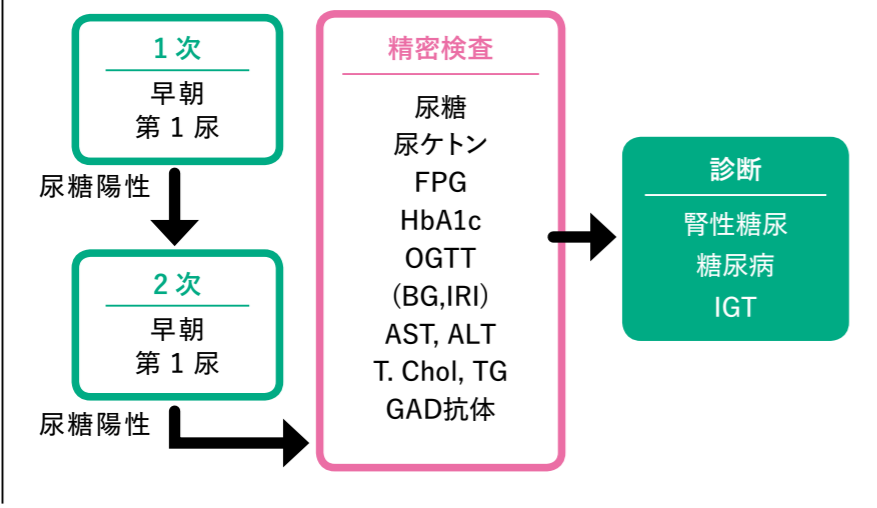 1次
早朝
第1尿
尿糖陽性
2次
早朝
第1尿
尿糖陽性
精密検査
尿糖
尿ケトン
FPG
HbA1c
OGTT
(BG,IRI)
AST, ALT
T. Chol, TG
GAD抗体
診断
腎性糖尿
糖尿病
IGT